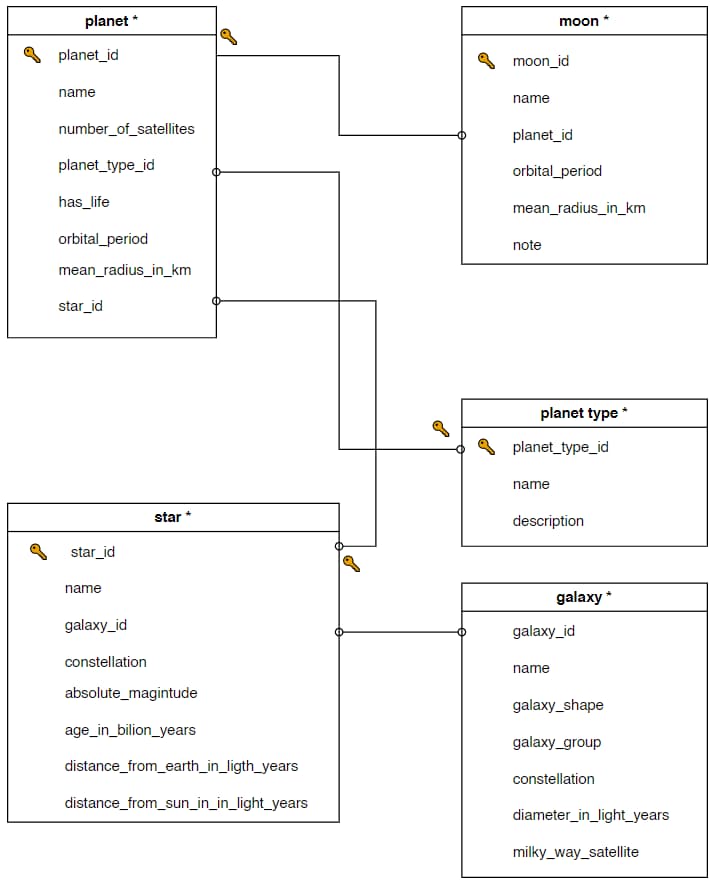 planet *
planet_id
name
number_of_satellites
planet_type_id
has_life
orbital_period
mean_radius_in_km
star_id
moon *
moon_id
name
planet_id
orbital_period
mean_radius_in_km
note
planet type *
planet_type_id
name
description
star *
star_id
name
galaxy_id
constellation
absolute_magintude
age_in_bilion_years
distance_from_earth_in_ligth_years
distance_from_sun_in_in_light_years
galaxy *
galaxy_id
name
galaxy_shape
galaxy_group
constellation
diameter_in_light_years
milky_way_satellite